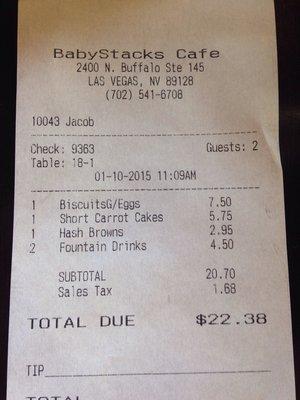 BabyStacks Cafe
2400 N. Buffalo Ste 145
LAS VEGAS, NV 89128
(702) 541-6708
10043 Jacob
Check: 9363 Guests: 2
Table: 18-1
01-10-2015 11:09AM
1 BiscuitsG/Eggs 7.50
1 Short Carrot Cakes 5.75
1 Hash Browns 2.95
2 Fountain Drinks 4.50
SUBTOTAL 20.70
Sales Tax 1.68
TOTAL DUE $22.38
TIP
TOTAL